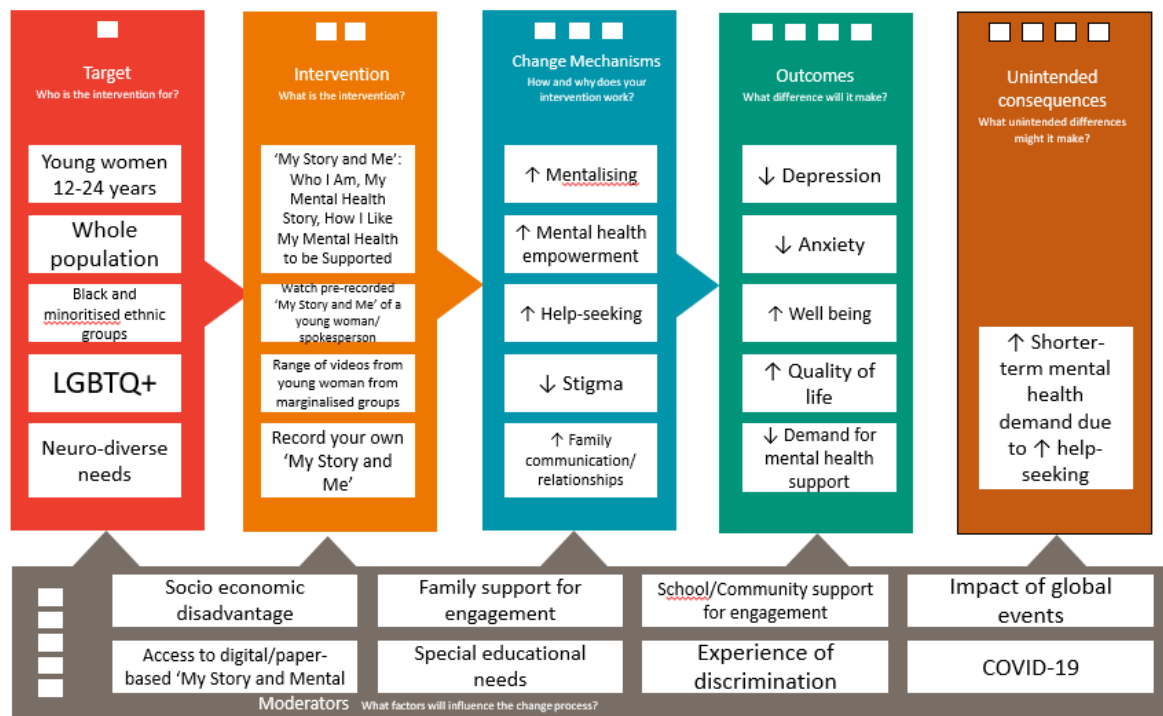 Target
Who is the intervention for?
Young women
12-24 years
Whole
population
Black and
minoritised ethnic
groups
LGBTQ+
Neuro-diverse
needs
Intervention
What is the intervention?
‘My Story and Me’:
Who I Am, My
Mental Health
Story, How I Like
My Mental Health
to be Supported
Watch pre-recorded
‘My Story and Me’ of a
young woman/
spokesperson
Range of videos from
young woman from
marginalised groups
Record your own
‘My Story and
Me’
Change Mechanisms
How and why does your
intervention work?
↑ Mentalising
↑ Mental health
empowerment
↑ Help-seeking
↓ Stigma
↑ Family
communication/
relationships
Outcomes
What difference will it make?
↓ Depression
↓ Anxiety
↑ Well being
↑ Quality of
life
↓ Demand for
mental health
support
Unintended
consequences
What unintended differences
might it make?
↑ Shorter-
term mental
health
demand due
to ↑ help-
seeking
Socio economic
disadvantage
Family support for
engagement
School/Community support
for engagement
Impact of global
events
Access to digital/paper-
based ‘My Story and Mental
Special educational
needs
Experience of
discrimination
COVID-19
Moderators What factors will influence the change process?